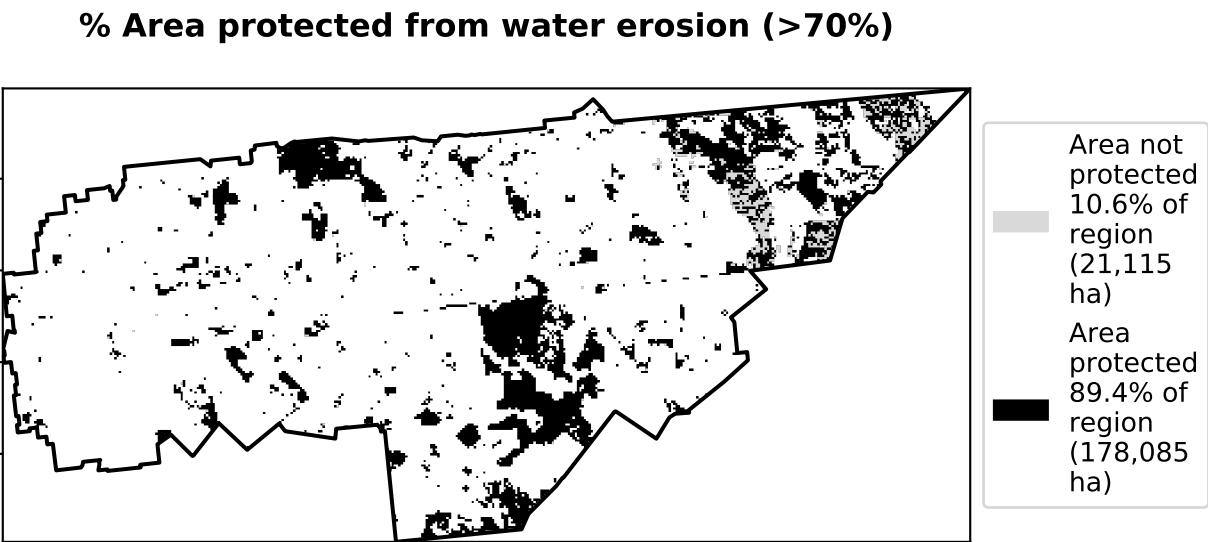 % Area protected from water erosion (>70%)
Area not
protected
10.6% of
region
(21,115
ha)
Area
protected
89.4% of
region
(178,085
ha)